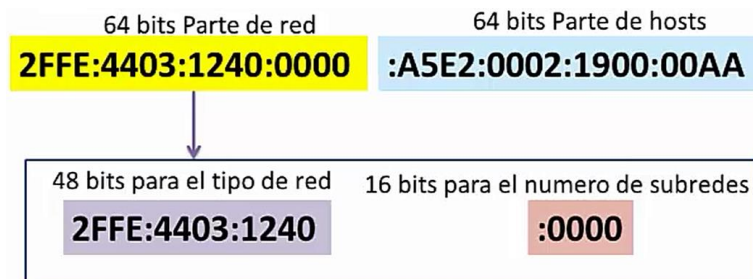 64 bits Parte de red
64 bits Parte de hosts
2FFE:4403:1240:0000
:A5E2:0002:1900:00AA
48 bits para el tipo de red
16 bits para el numero de subredes
2FFE:4403:1240
:0000